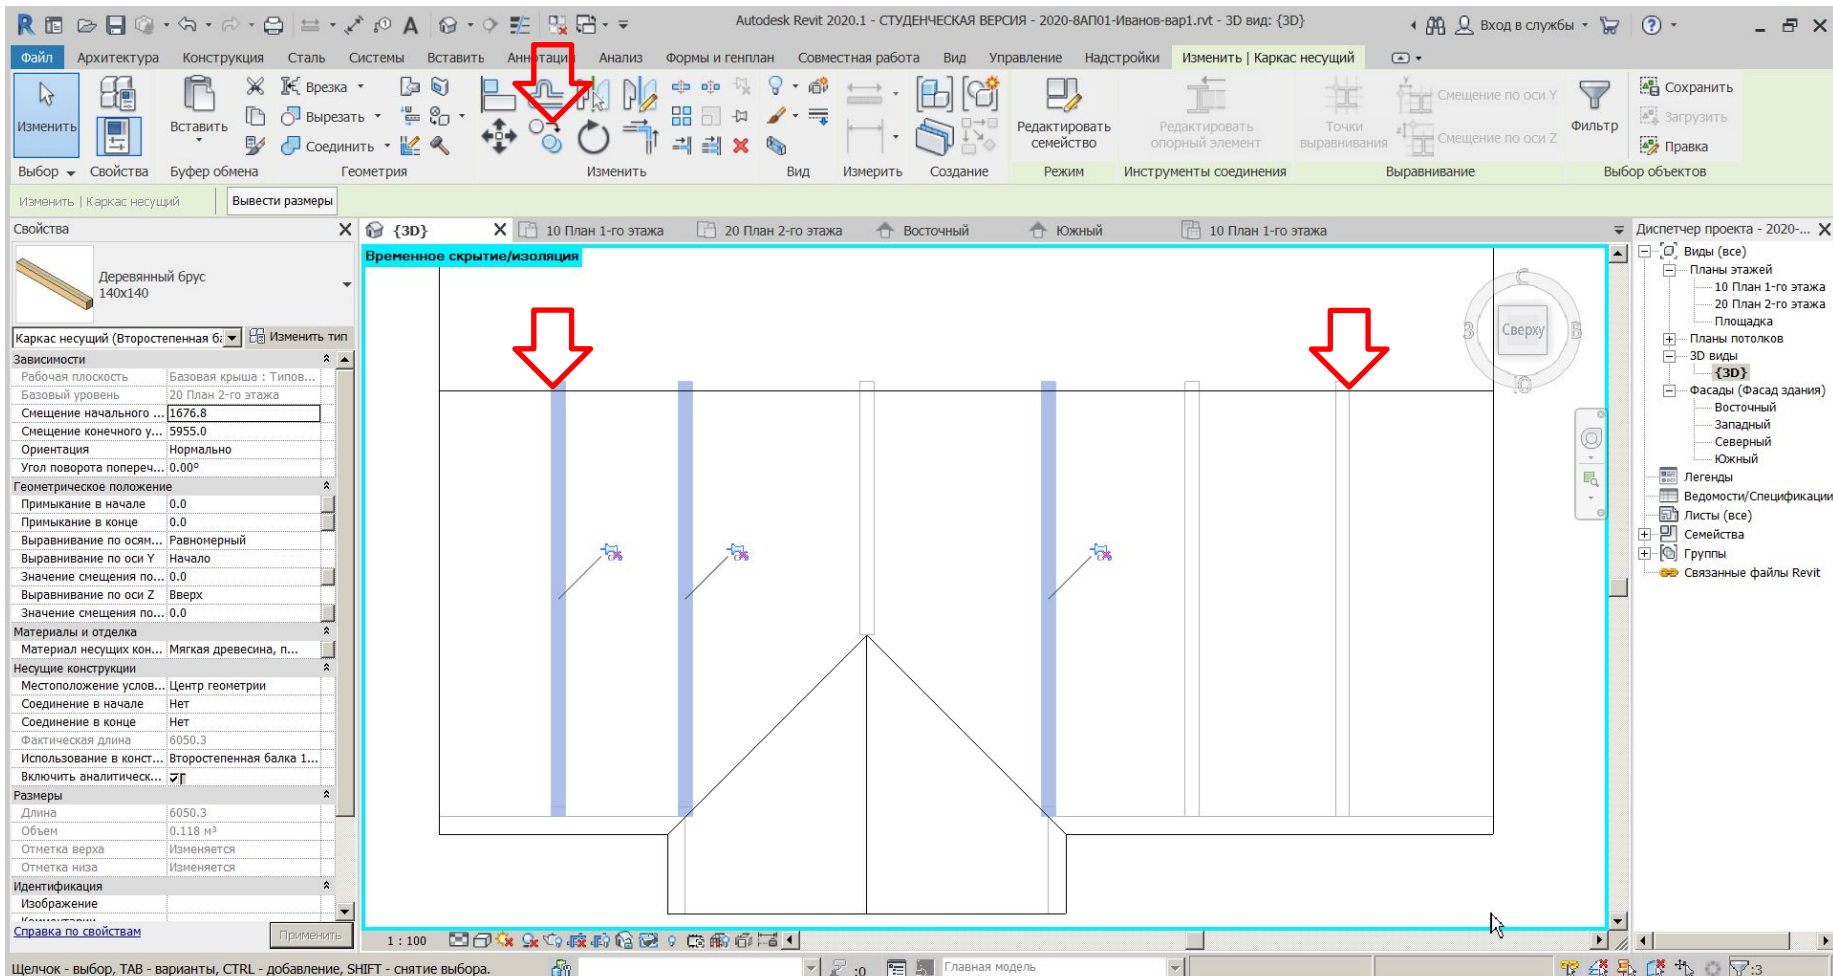 Autodesk Revit 2020.1 - СТУДЕНЧЕСКАЯ ВЕРСИЯ - 2020-8АП01-Иванов-вар1.rvt - 3D вид: {3D}
Вход в службы
Файл Архитектура Конструкция Сталь Системы Вставить Аннотации Анализ Формы и генплан Совместная работа Вид Управление Надстройки Изменить | Каркас несущий
Изменить
Вставить
Врезка
Вырезать
Соединить
Редактировать семейство
Редактировать опорный элемент
Точки выравнивания
Смещение по оси Y
Смещение по оси Z
Фильтр
Сохранить
Загрузить
Правка
Выбор Свойства Буфер обмена Геометрия Изменить Вид Измерить Создание Режим Инструменты соединения Выравнивание Выбор объектов
Изменить | Каркас несущий Вывести размеры
Свойства
{3D} 10 План 1-го этажа 20 План 2-го этажа Восточный Южный 10 План 1-го этажа
Диспетчер проекта - 2020-...
Временное скрытие/изоляция
Деревянный брус
140x140
Каркас несущий (Второстепенная ба Изменить тип
Зависимости
Рабочая плоскость Базовая крыша : Типов...
Базовый уровень 20 План 2-го этажа
Смещение начального ... 1676.8
Смещение конечного у... 5955.0
Ориентация Нормально
Угол поворота попереч... 0.00°
Геометрическое положение
Примыкание в начале 0.0
Примыкание в конце 0.0
Выравнивание по осям... Равномерный
Выравнивание по оси Y Начало
Значение смещения по... 0.0
Выравнивание по оси Z Вверх
Значение смещения по... 0.0
Материалы и отделка
Материал несущих кон... Мягкая древесина, п...
Несущие конструкции
Местоположение услов... Центр геометрии
Соединение в начале Нет
Соединение в конце Нет
Фактическая длина 6050.3
Использование в конст... Второстепенная балка 1...
Включить аналитическ...
Размеры
Длина 6050.3
Объем 0.118 м³
Отметка верха Изменяется
Отметка низа Изменяется
Идентификация
Изображение
Комментарии
Справка по свойствам Применить
С
З Сверху В
Ю
Виды (все)
Планы этажей
10 План 1-го этажа
20 План 2-го этажа
Площадка
Планы потолков
3D виды
{3D}
Фасады (Фасад здания)
Восточный
Западный
Северный
Южный
Легенды
Ведомости/Спецификации
Листы (все)
Семейства
Группы
Связанные файлы Revit
1 : 100
Щелчок - выбор, TAB - варианты, CTRL - добавление, SHIFT - снятие выбора. :0 Главная модель :3